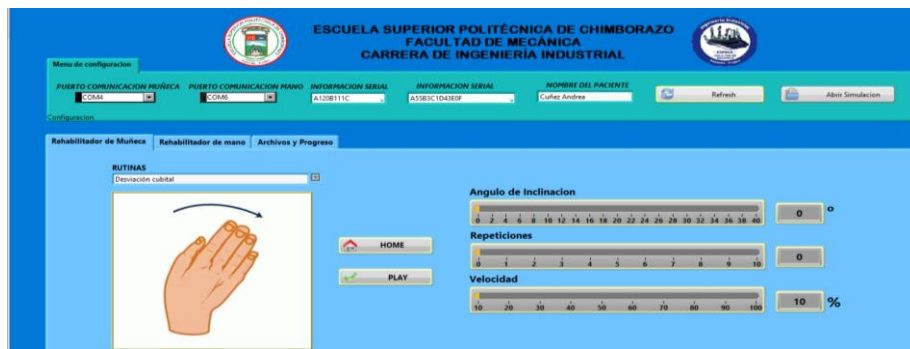 ESCUELA SUPERIOR POLITÉCNICA DE CHIMBORAZO
FACULTAD DE MECÁNICA
CARRERA DE INGENIERÍA INDUSTRIAL
Menu de configuracion
PUERTO COMUNICACION MUÑECA PUERTO COMUNICACION MANO INFORMACION SERIAL INFORMACION SERIAL NOMBRE DEL PACIENTE
COM4 COM6 A120B111C A55B3C1D43E0F Cuñez Andrea Refresh Abrir Simulacion
Configuracion
Rehabilitador de Muñeca Rehabilitador de mano Archivos y Progreso
RUTINAS
Desviación cubital
Angulo de Inclinacion
0 2 4 6 8 10 12 14 16 18 20 22 24 26 28 30 32 34 36 38 40 0 °
HOME
Repeticiones
0 1 2 3 4 5 6 7 8 9 10 0
PLAY
Velocidad
10 20 30 40 50 60 70 80 90 100 10 %